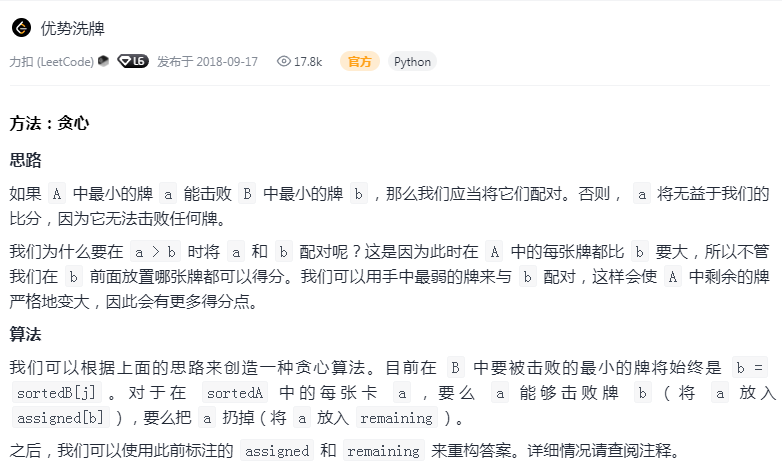 优势洗牌
力扣 (LeetCode) L6 发布于 2018-09-17 17.8k 官方 Python
方法：贪心
思路
如果 A 中最小的牌 a 能击败 B 中最小的牌 b ，那么我们应当将它们配对。否则， a 将无益于我们的
比分，因为它无法击败任何牌。
我们为什么要在 a > b 时将 a 和 b 配对呢？这是因为此时在 A 中的每张牌都比 b 要大，所以不管
我们在 b 前面放置哪张牌都可以得分。我们可以用手中最弱的牌来与 b 配对，这样会使 A 中剩余的牌
严格地变大，因此会有更多得分点。
算法
我们可以根据上面的思路来创造一种贪心算法。目前在 B 中要被击败的最小的牌将始终是 b =
sortedB[j] 。对于在 sortedA 中的每张卡 a ，要么 a 能够击败牌 b （将 a 放入
assigned[b] ），要么把 a 扔掉（将 a 放入 remaining ）。
之后，我们可以使用此前标注的 assigned 和 remaining 来重构答案。详细情况请查阅注释。